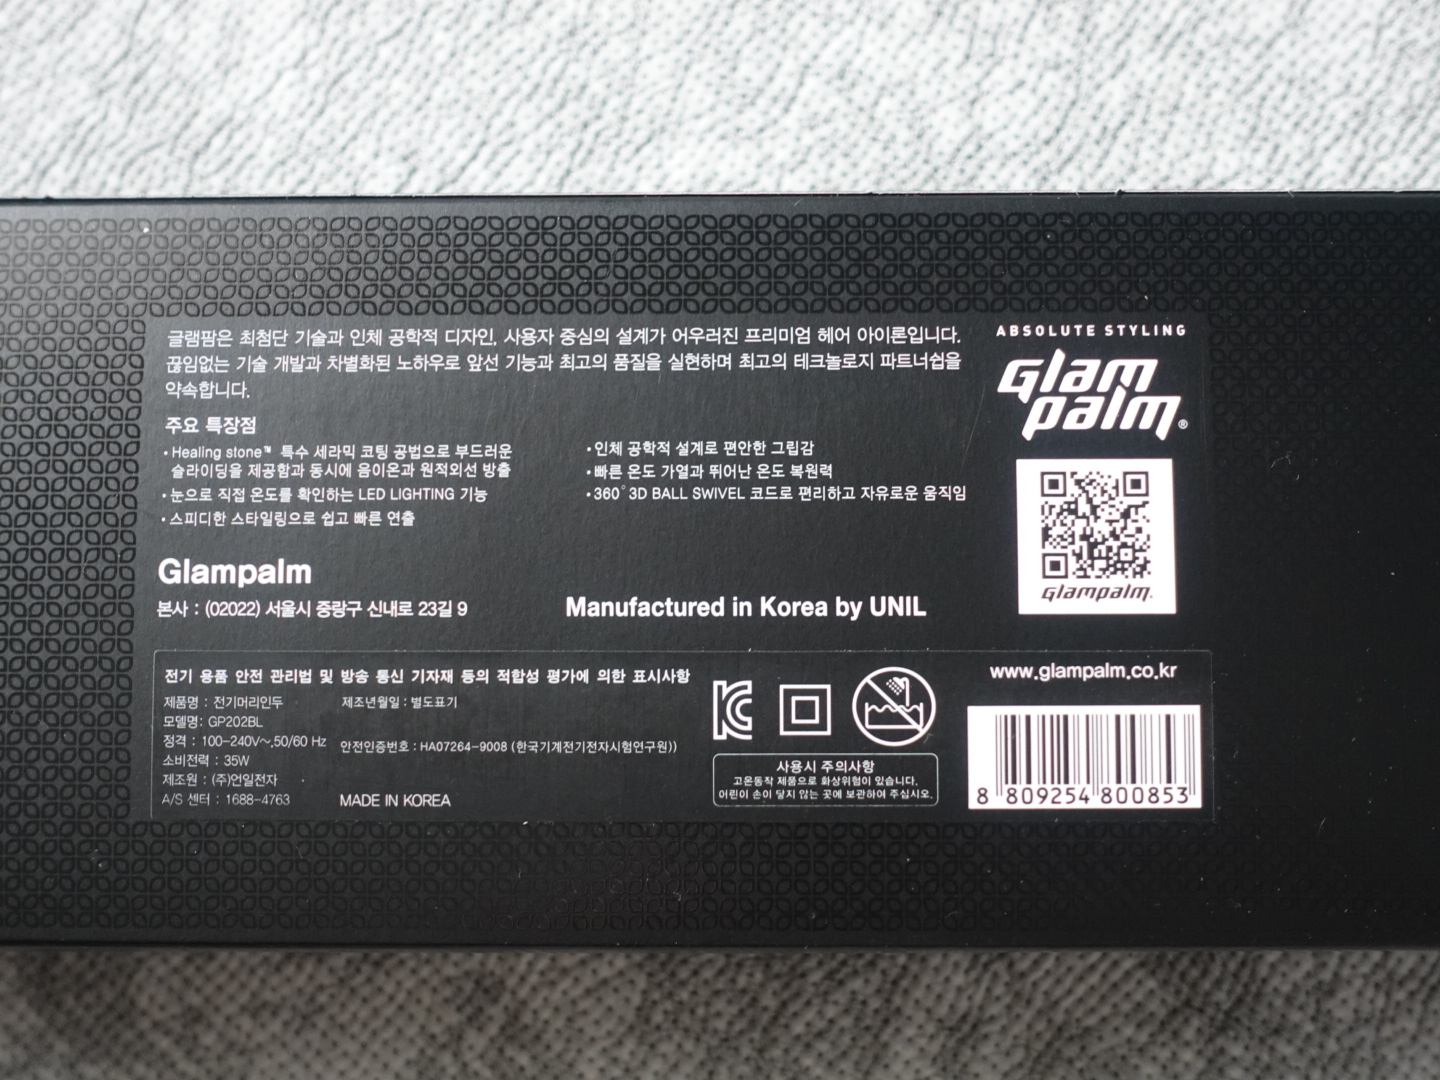 글램팜은 최첨단 기술과 인체 공학적 디자인, 사용자 중심의 설계가 어우러진 프리미엄 헤어 아이론입니다.
끊임없는 기술 개발과 차별화된 노하우로 앞선 기능과 최고의 품질을 실현하며 최고의 테크놀로지 파트너쉽을
약속합니다.
주요 특장점
· Healing stone™ 특수 세라믹 코팅 공법으로 부드러운
슬라이딩을 제공함과 동시에 음이온과 원적외선 방출
· 눈으로 직접 온도를 확인하는 LED LIGHTING 기능
· 스피디한 스타일링으로 쉽고 빠른 연출
· 인체 공학적 설계로 편안한 그립감
· 빠른 온도 가열과 뛰어난 온도 복원력
· 360° 3D BALL SWIVEL 코드로 편리하고 자유로운 움직임
ABSOLUTE STYLING
Glam
palm®
glampalm.
Glampalm
본사 : (02022) 서울시 중랑구 신내로 23길 9
Manufactured in Korea by UNIL
전기 용품 안전 관리법 및 방송 통신 기자재 등의 적합성 평가에 의한 표시사항
제품명 : 전기머리인두
제조년월일 : 별도표기
모델명: GP202BL
정격 : 100-240V~,50/60 Hz
안전인증번호 : HA07264-9008 (한국기계전기전자시험연구원))
소비전력 : 35W
제조원 : (주)언일전자
A/S 센터 : 1688-4763
MADE IN KOREA
사용시 주의사항
고온동작 제품으로 화상위험이 있습니다.
어린이 손이 닿지 않는 곳에 보관하여 주십시오.
www.glampalm.co.kr
8 809254 800853